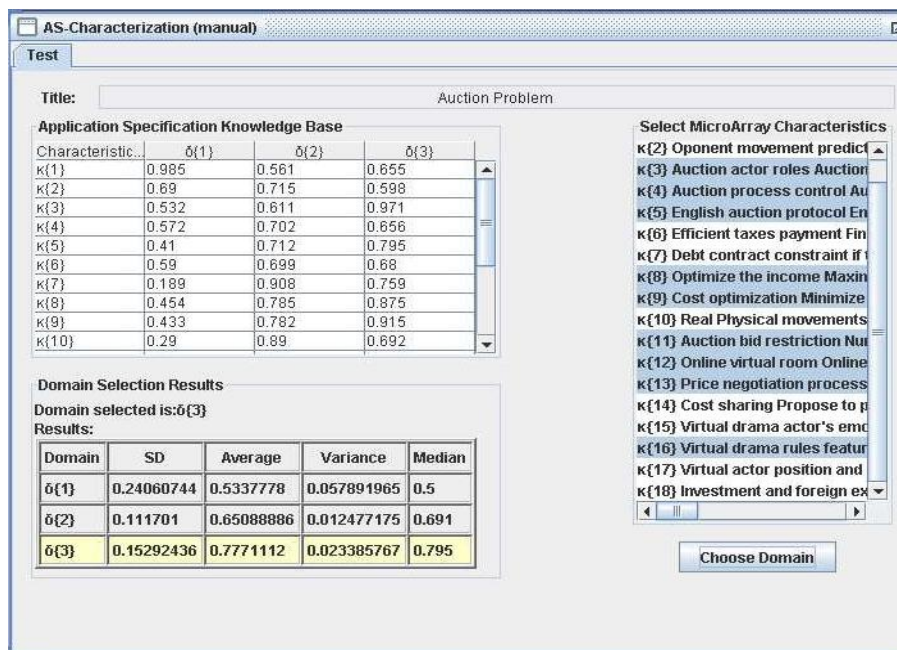 AS-Characterization (manual)
Test
Title: Auction Problem
Application Specification Knowledge Base
Characteristic... δ{1} δ{2} δ{3}
κ{1} 0.985 0.561 0.655
κ{2} 0.69 0.715 0.598
κ{3} 0.532 0.611 0.971
κ{4} 0.572 0.702 0.656
κ{5} 0.41 0.712 0.795
κ{6} 0.59 0.699 0.68
κ{7} 0.189 0.908 0.759
κ{8} 0.454 0.785 0.875
κ{9} 0.433 0.782 0.915
κ{10} 0.29 0.89 0.692
Select MicroArray Characteristics
κ{2} Oponent movement predict
κ{3} Auction actor roles Auction
κ{4} Auction process control Au
κ{5} English auction protocol En
κ{6} Efficient taxes payment Fin
κ{7} Debt contract constraint if
κ{8} Optimize the income Maxin
κ{9} Cost optimization Minimize
κ{10} Real Physical movements
κ{11} Auction bid restriction Nu
κ{12} Online virtual room Online
κ{13} Price negotiation process
κ{14} Cost sharing Propose to p
κ{15} Virtual drama actor's emo
κ{16} Virtual drama rules featur
κ{17} Virtual actor position and
κ{18} Investment and foreign ex
Choose Domain
Domain Selection Results
Domain selected is:δ{3}
Results:
Domain SD Average Variance Median
δ{1} 0.24060744 0.5337778 0.057891965 0.5
δ{2} 0.111701 0.65088886 0.012477175 0.691
δ{3} 0.15292436 0.7771112 0.023385767 0.795